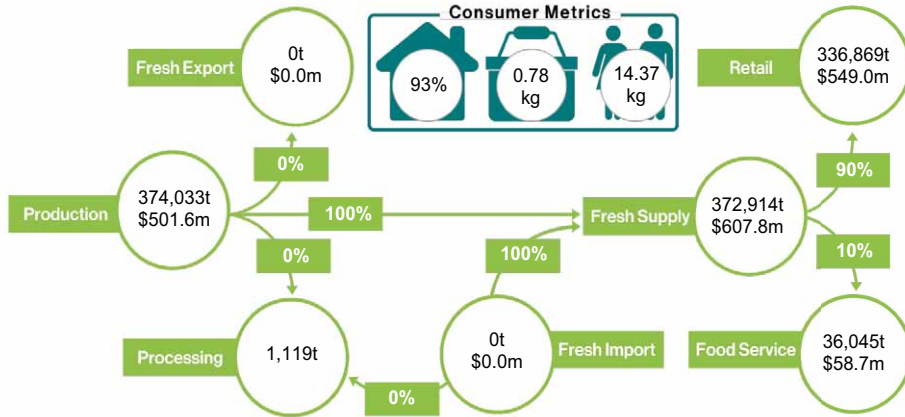 Consumer Metrics
93%
0.78
kg
14.37
kg
Fresh Export
0t
$0.0m
Retail
336,869t
$549.0m
0%
90%
Production
374,033t
$501.6m
100%
Fresh Supply
372,914t
$607.8m
0%
100%
10%
Processing
1,119t
0t
$0.0m
Fresh Import
Food Service
36,045t
$58.7m
0%